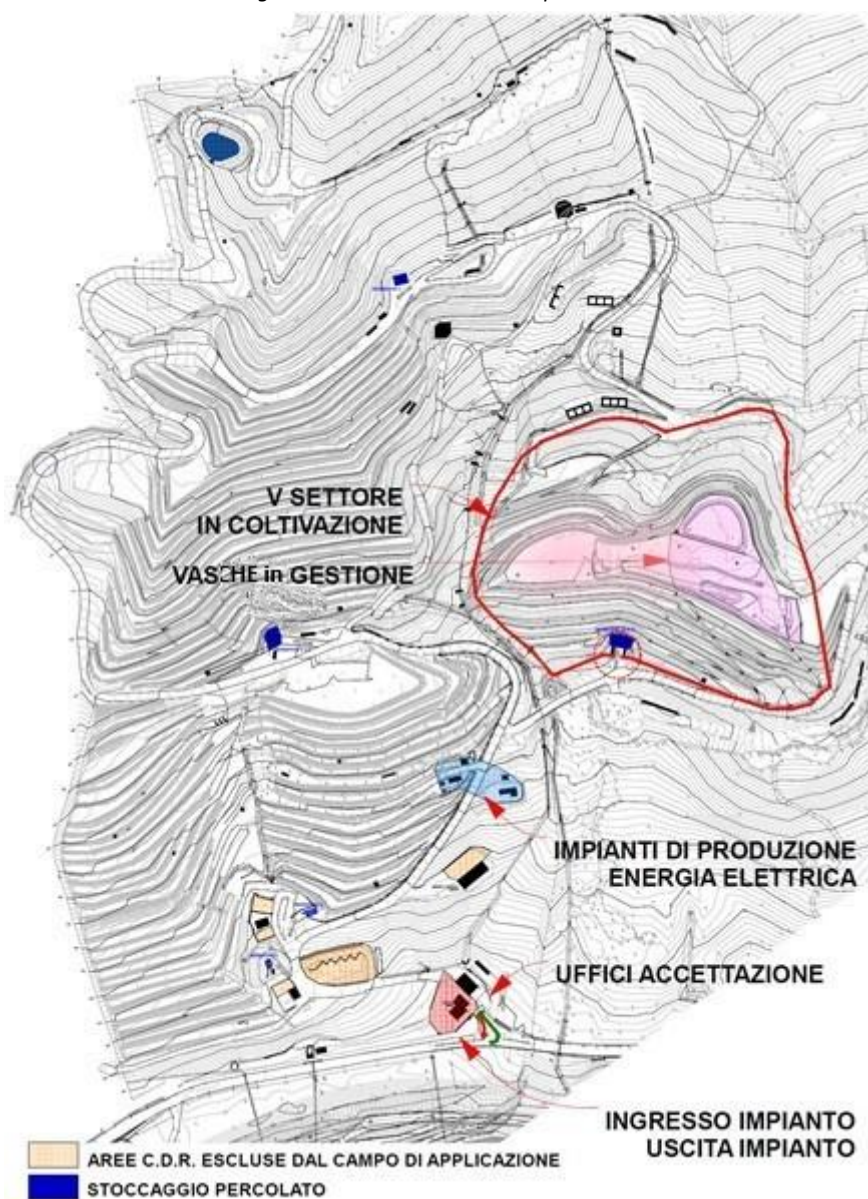 V SETTORE
IN COLTIVAZIONE
VASCHE in GESTIONE
IMPIANTI DI PRODUZIONE
ENERGIA ELETTRICA
UFFICI ACCETTAZIONE
INGRESSO IMPIANTO
USCITA IMPIANTO
AREE C.D.R. ESCLUSE DAL CAMPO DI APPLICAZIONE
STOCCAGGIO PERCOLATO